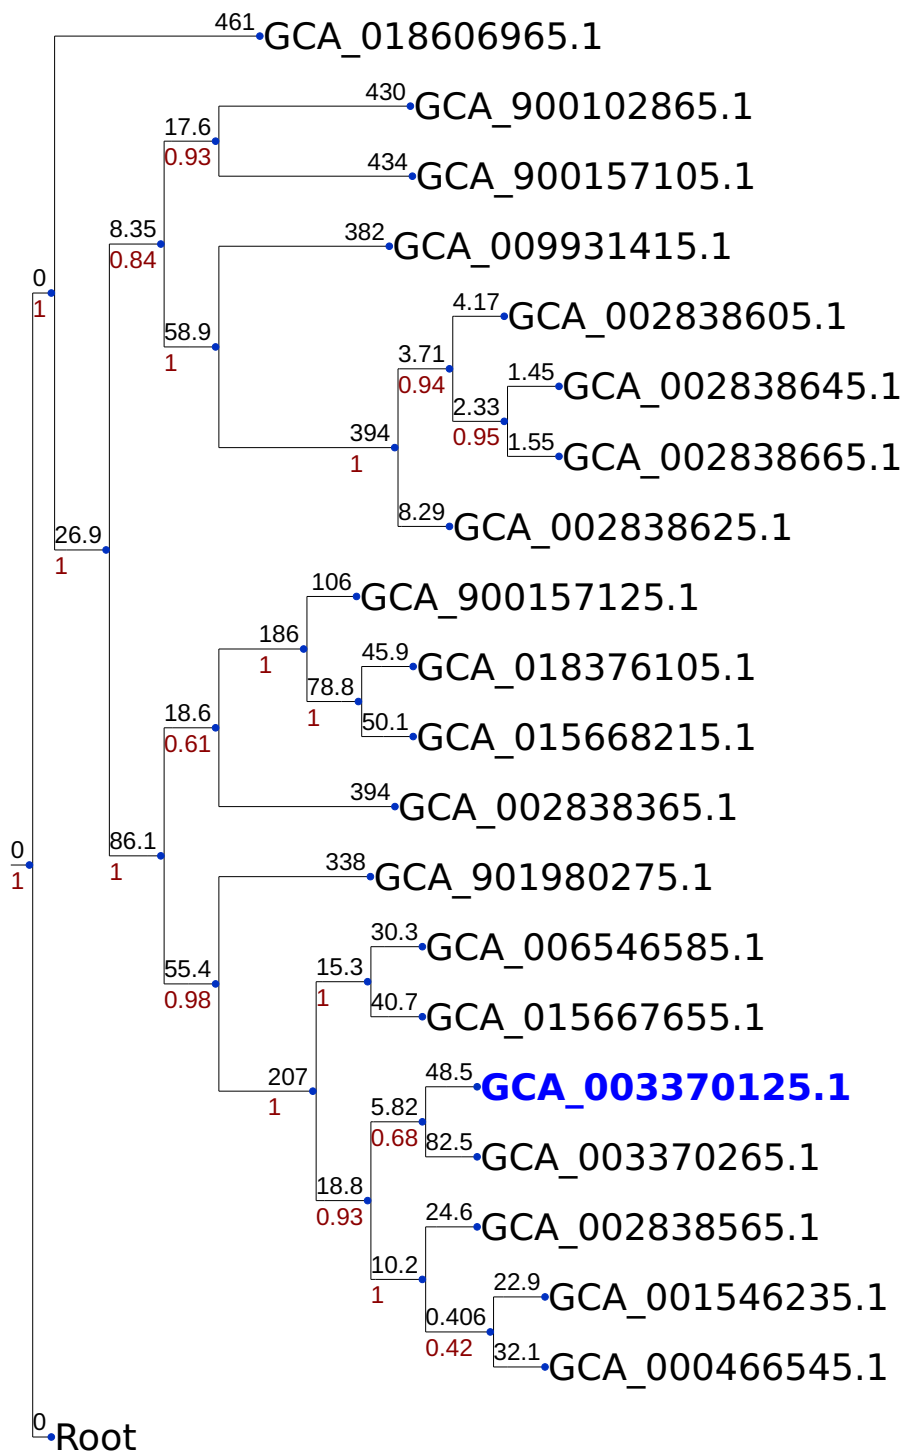 461
GCA_018606965.1
430
GCA_900102865.1
17.6
0.93
434
GCA_900157105.1
8.35
0.84
382
GCA_009931415.1
0
1
4.17
GCA_002838605.1
58.9
1
3.71
0.94
1.45
GCA_002838645.1
2.33
0.95
394
1
1.55
GCA_002838665.1
8.29
GCA_002838625.1
26.9
1
106
GCA_900157125.1
186
1
45.9
GCA_018376105.1
78.8
1
18.6
0.61
50.1
GCA_015668215.1
394
GCA_002838365.1
86.1
1
0
1
338
GCA_901980275.1
30.3
GCA_006546585.1
55.4
0.98
15.3
1
40.7
GCA_015667655.1
207
1
48.5
GCA_003370125.1
5.82
0.68
82.5
GCA_003370265.1
18.8
0.93
24.6
GCA_002838565.1
10.2
1
22.9
GCA_001546235.1
0.406
0.42
32.1
GCA_000466545.1
0
Root